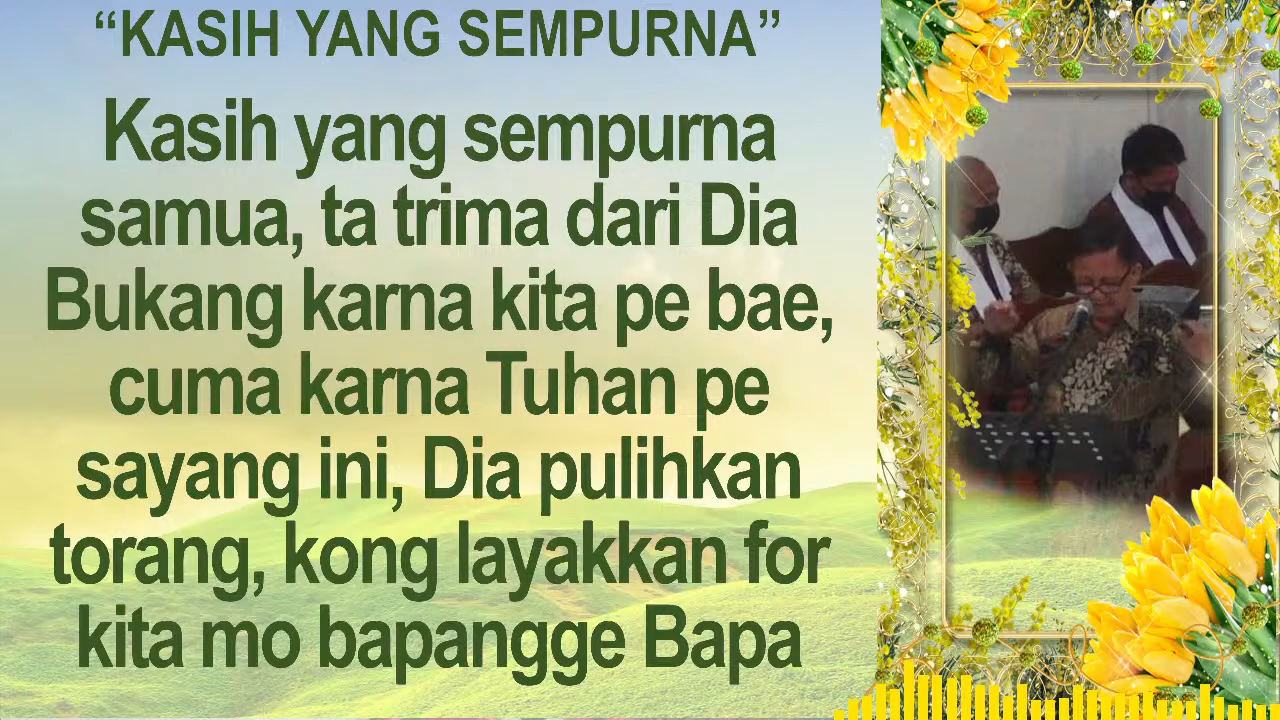 “KASIH YANG SEMPURNA”
Kasih yang sempurna
samua, ta trima dari Dia
Bukang karna kita pe bae,
cuma karna Tuhan pe
sayang ini, Dia pulihkan
torang, kong layakkan for
kita mo bapangge Bapa